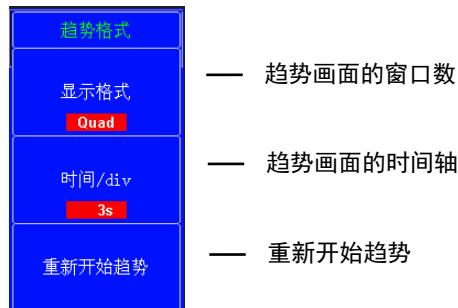 趋势格式
显示格式
Quad
时间/div
3s
重新开始趋势
趋势画面的窗口数
趋势画面的时间轴
重新开始趋势